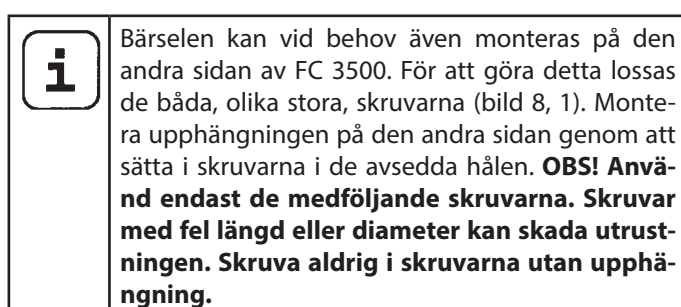 i
Bärselen kan vid behov även monteras på den
andra sidan av FC 3500. För att göra detta lossas
de båda, olika stora, skruvarna (bild 8, 1). Monte-
ra upphängningen på den andra sidan genom att
sätta i skruvarna i de avsedda hålen. OBS! Anvä-
nd endast de medföljande skruvarna. Skruvar
med fel längd eller diameter kan skada utrust-
ningen. Skruva aldrig i skruvarna utan upphä-
ngning.